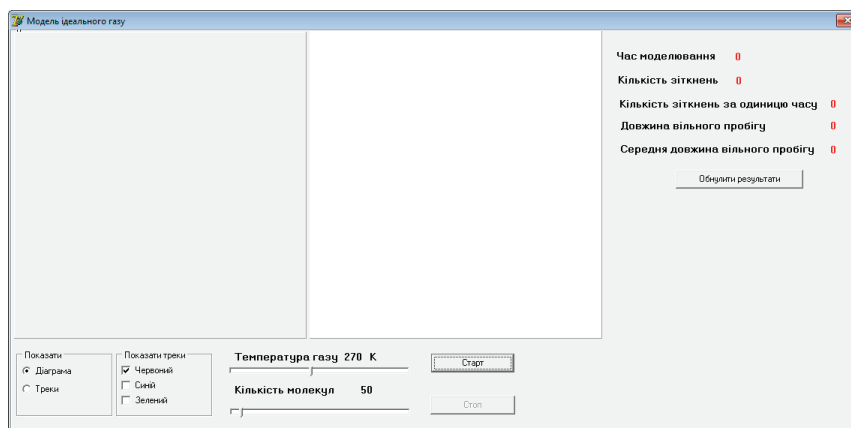 Модель ідеального газу
Час моделювання 0
Кількість зіткнень 0
Кількість зіткнень за одиницю часу 0
Довжина вільного пробігу 0
Середня довжина вільного пробігу 0
Обнулити результати
Показати
Діаграма
Треки
Показати треки
Червоний
Синій
Зелений
Температура газу 270 К
Кількість молекул 50
Старт
Стоп